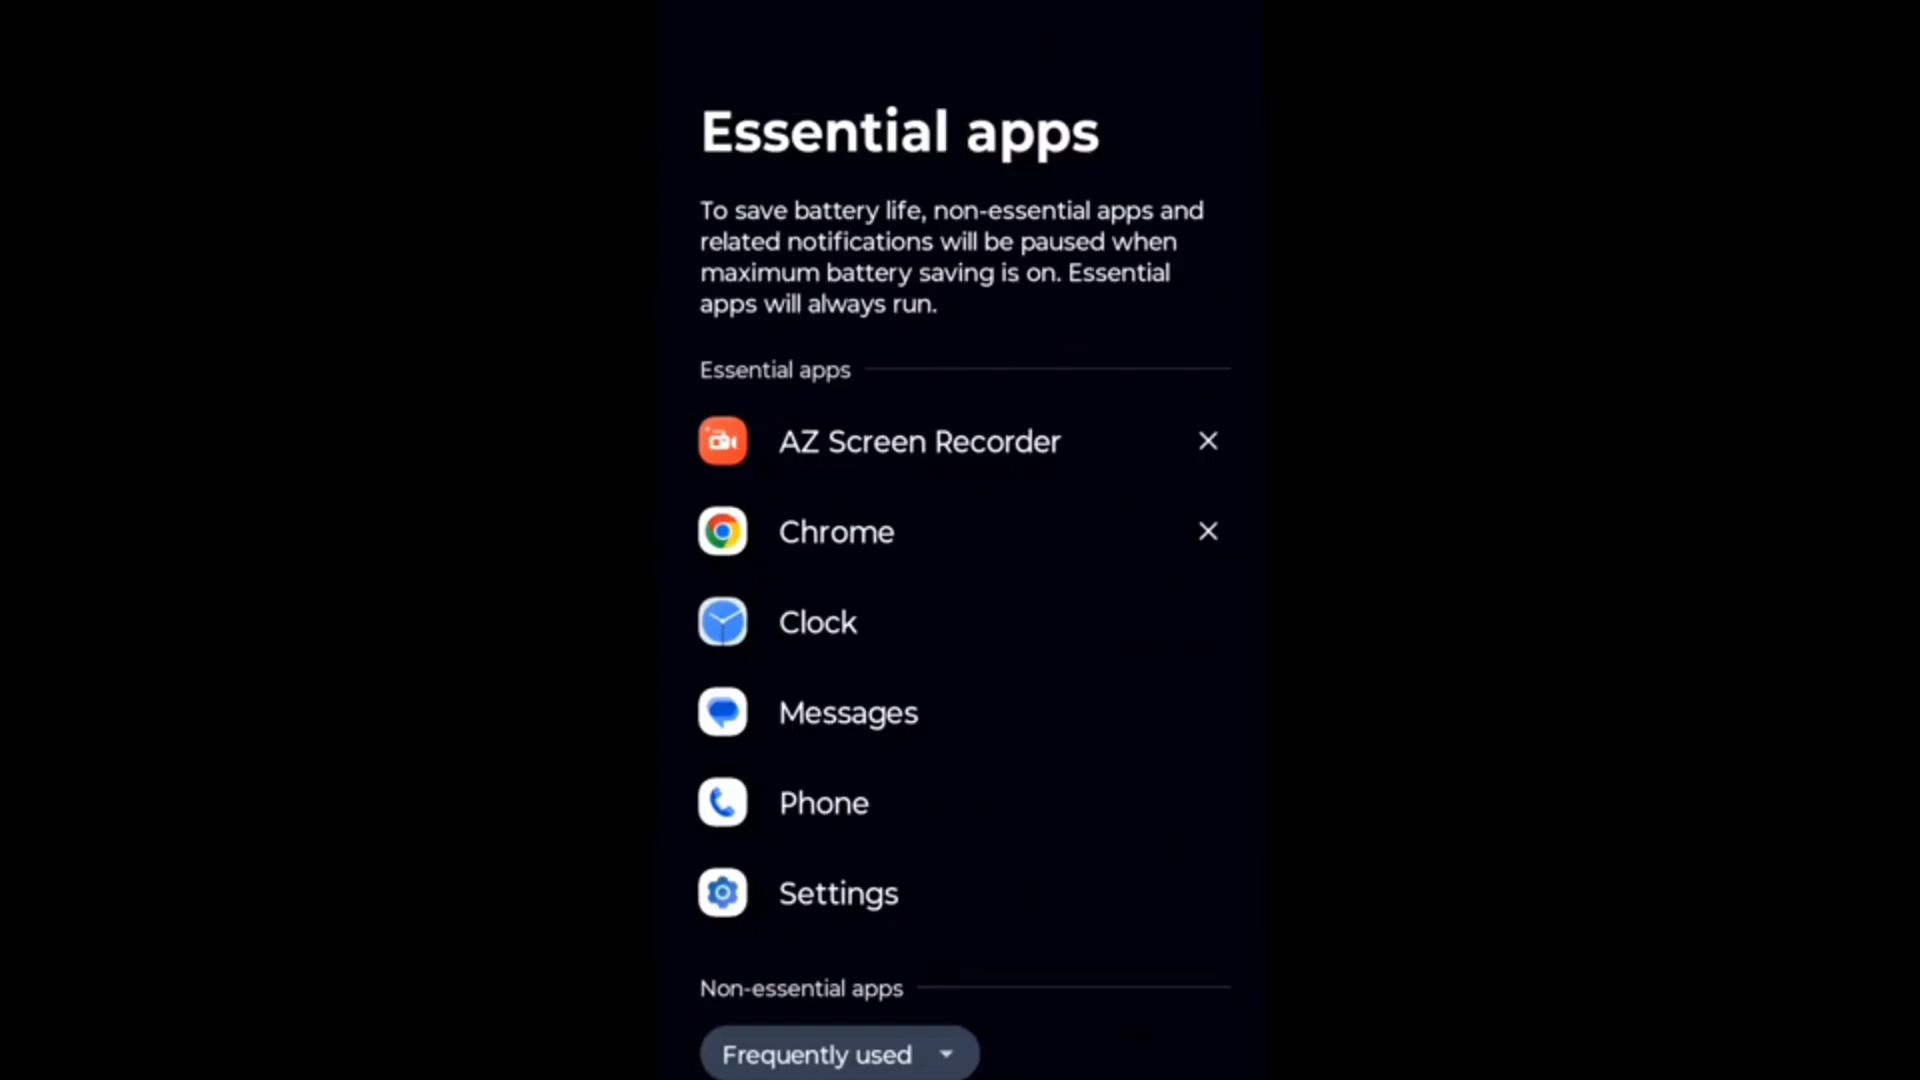 Essential apps
To save battery life, non-essential apps and
related notifications will be paused when
maximum battery saving is on. Essential
apps will always run.
Essential apps
AZ Screen Recorder
Chrome
Clock
Messages
Phone
Settings
Non-essential apps
Frequently used